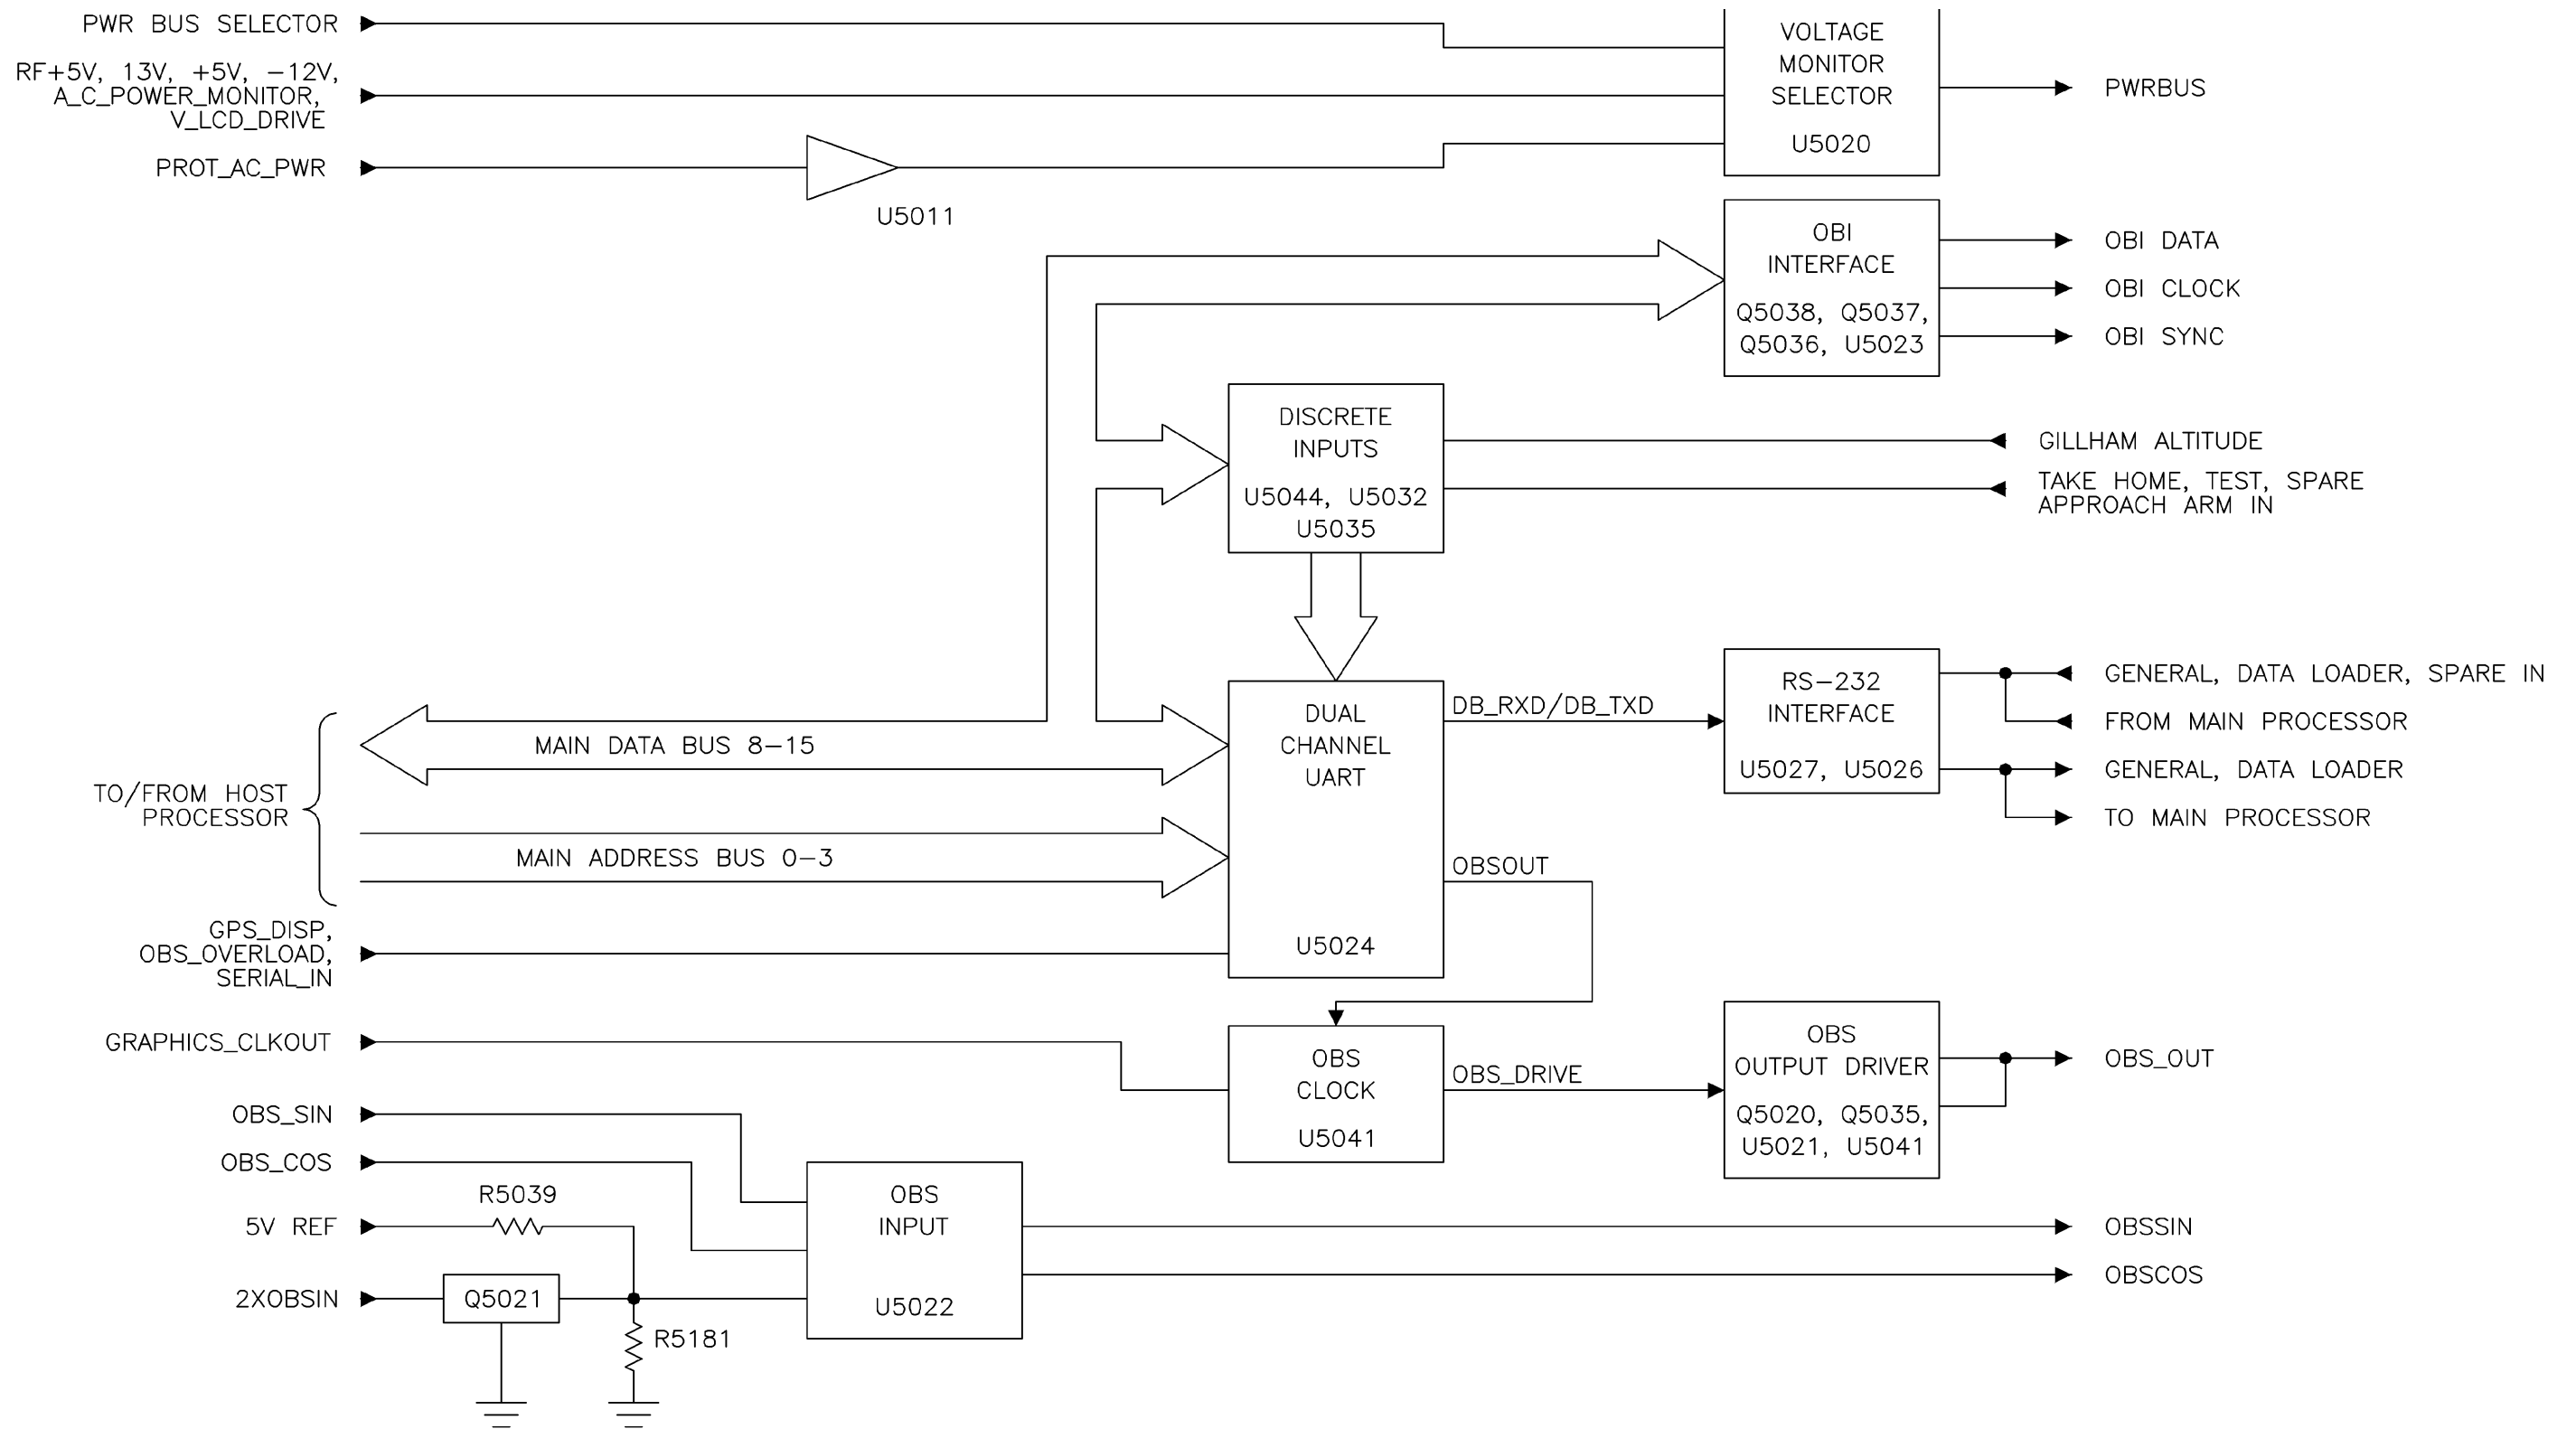 PWR BUS SELECTOR
RF+5V, 13V, +5V, -12V,
A_C_POWER_MONITOR,
V_LCD_DRIVE
PROT_AC_PWR
U5011
VOLTAGE
MONITOR
SELECTOR
U5020
PWRBUS
OBI
INTERFACE
Q5038, Q5037,
Q5036, U5023
OBI DATA
OBI CLOCK
OBI SYNC
DISCRETE
INPUTS
U5044, U5032
U5035
GILLHAM ALTITUDE
TAKE HOME, TEST, SPARE
APPROACH ARM IN
TO/FROM HOST
PROCESSOR
MAIN DATA BUS 8-15
MAIN ADDRESS BUS 0-3
GPS_DISP,
OBS_OVERLOAD,
SERIAL_IN
DUAL
CHANNEL
UART
U5024
DB_RXD/DB_TXD
OBSOUT
RS-232
INTERFACE
U5027, U5026
GENERAL, DATA LOADER, SPARE IN
FROM MAIN PROCESSOR
GENERAL, DATA LOADER
TO MAIN PROCESSOR
GRAPHICS_CLKOUT
OBS
CLOCK
U5041
OBS_DRIVE
OBS
OUTPUT DRIVER
Q5020, Q5035,
U5021, U5041
OBS_OUT
OBS_SIN
OBS_COS
R5039
5V REF
2XOBSIN
Q5021
R5181
OBS
INPUT
U5022
OBSSIN
OBSCOS